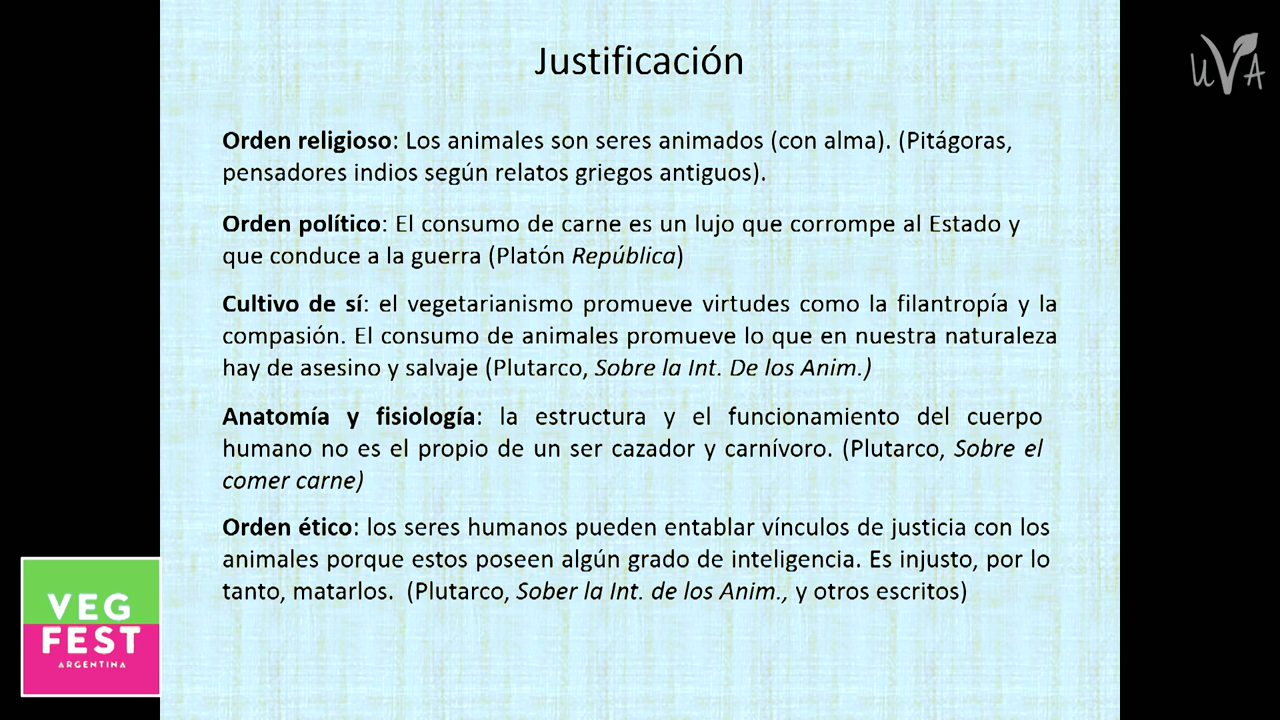 Justificación
UVA
Orden religioso: Los animales son seres animados (con alma). (Pitágoras,
pensadores indios según relatos griegos antiguos).
Orden político: El consumo de carne es un lujo que corrompe al Estado y
que conduce a la guerra (Platón República)
Cultivo de sí: el vegetarianismo promueve virtudes como la filantropía y la
compasión. El consumo de animales promueve lo que en nuestra naturaleza
hay de asesino y salvaje (Plutarco, Sobre la Int. De los Anim.)
Anatomía y fisiología: la estructura y el funcionamiento del cuerpo
humano no es el propio de un ser cazador y carnívoro. (Plutarco, Sobre el
comer carne)
Orden ético: los seres humanos pueden entablar vínculos de justicia con los
animales porque estos poseen algún grado de inteligencia. Es injusto, por lo
tanto, matarlos. (Plutarco, Sober la Int. de los Anim., y otros escritos)
VEG
FEST
ARGENTINA